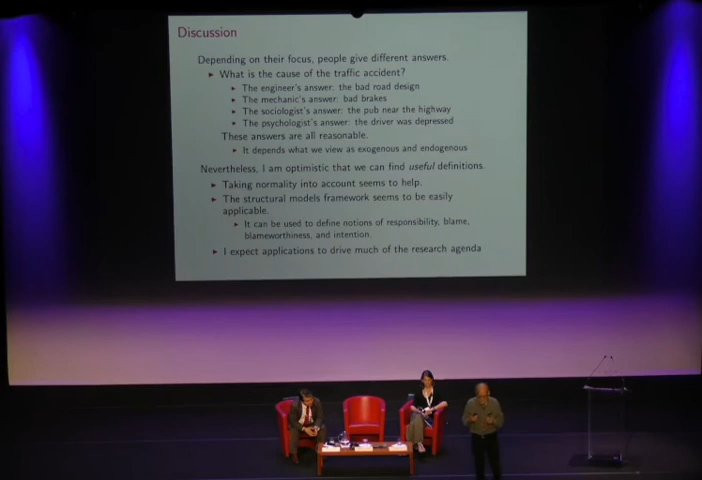 Discussion
Depending on their focus, people give different answers.
► What is the cause of the traffic accident?
► The engineer's answer: the bad road design
► The mechanic's answer: bad brakes
► The sociologist's answer: the pub near the highway
► The psychologist's answer: the driver was depressed
These answers are all reasonable.
► It depends what we view as exogenous and endogenous
Nevertheless, I am optimistic that we can find useful definitions.
► Taking normality into account seems to help.
► The structural models framework seems to be easily
applicable.
► It can be used to define notions of responsibility, blame,
blameworthiness, and intention.
► I expect applications to drive much of the research agenda